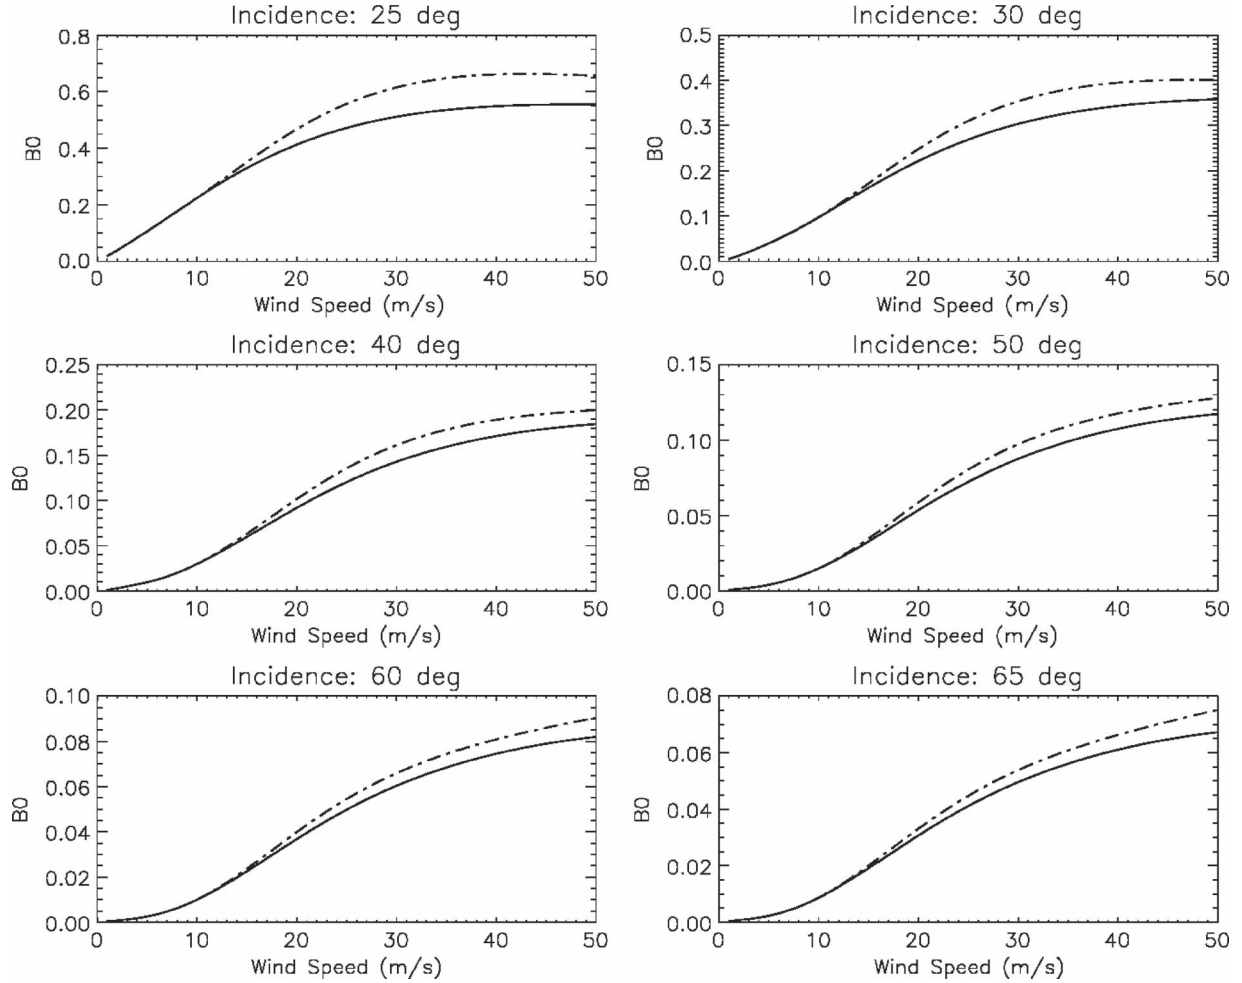 Incidence: 25 deg
0.8
0.6
0.4
0.2
0.0
B0
0 10 20 30 40 50
Wind Speed (m/s)
Incidence: 30 deg
0.5
0.4
0.3
0.2
0.1
0.0
B0
0 10 20 30 40 50
Wind Speed (m/s)
Incidence: 40 deg
0.25
0.20
0.15
0.10
0.05
0.00
B0
0 10 20 30 40 50
Wind Speed (m/s)
Incidence: 50 deg
0.15
0.10
0.05
0.00
B0
0 10 20 30 40 50
Wind Speed (m/s)
Incidence: 60 deg
0.10
0.08
0.06
0.04
0.02
0.00
B0
0 10 20 30 40 50
Wind Speed (m/s)
Incidence: 65 deg
0.08
0.06
0.04
0.02
0.00
B0
0 10 20 30 40 50
Wind Speed (m/s)